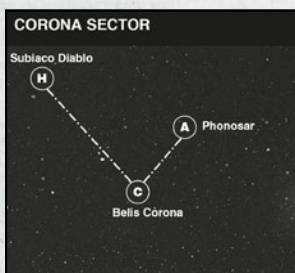 CORONA SECTOR
Subiaco Diablo
H
A
Phonosar
C
Belis Corona